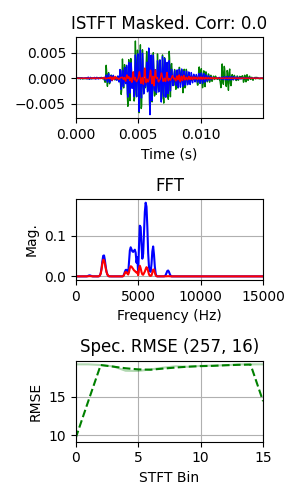 ISTFT Masked. Corr: 0.0
0.005
0.000
−0.005
0.000 0.005 0.010
Time (s)
FFT
Mag.
0.1
0.0
0 5000 10000 15000
Frequency (Hz)
Spec. RMSE (257, 16)
RMSE
15
10
0 5 10 15
STFT Bin